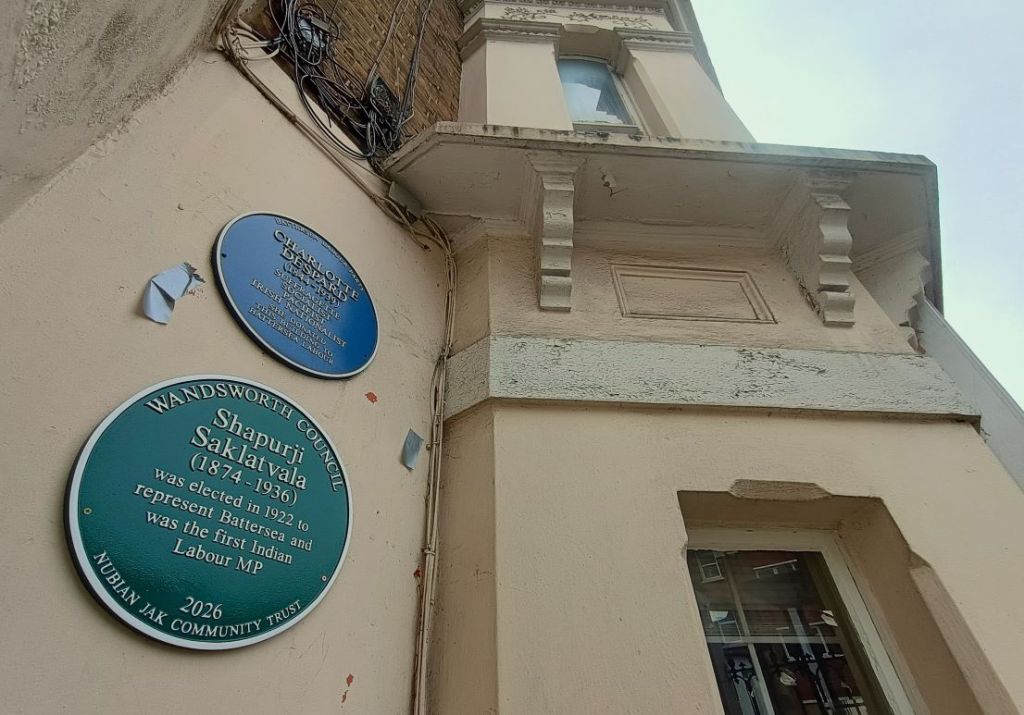 CHARLOTTE
DESPARD
SUFFRAGETTE
PACIFIST
IRISH NATIONALIST
BATTERSEA LABOUR
WANDSWORTH COUNCIL
Shapurji
Saklatvala
(1874 - 1936)
was elected in 1922 to
represent Battersea and
was the first Indian
Labour MP
2026
NUBIAN JAK COMMUNITY TRUST